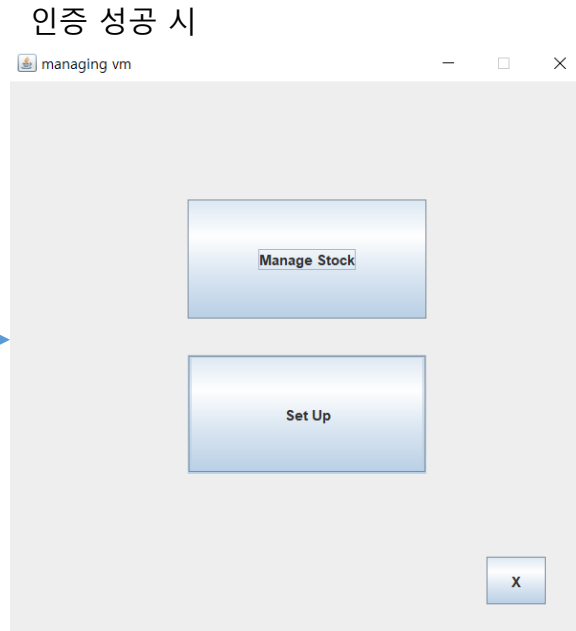 인증 성공 시
managing vm
Manage Stock
Set Up
X